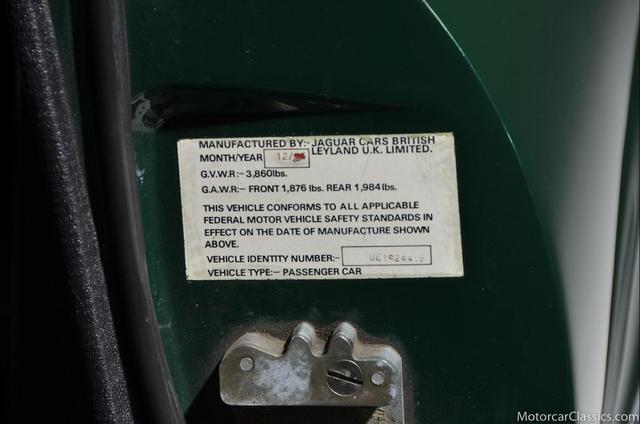 MANUFACTURED BY:- JAGUAR CARS BRITISH
MONTH/YEAR 12/ LEYLAND U.K. LIMITED.
G.V.W.R:- 3,860lbs.
G.A.W.R:- FRONT 1,876 lbs. REAR 1,984 lbs.
THIS VEHICLE CONFORMS TO ALL APPLICABLE
FEDERAL MOTOR VEHICLE SAFETY STANDARDS IN
EFFECT ON THE DATE OF MANUFACTURE SHOWN
ABOVE.
VEHICLE IDENTITY NUMBER:-
VEHICLE TYPE:- PASSENGER CAR
MotorcarClassics.com